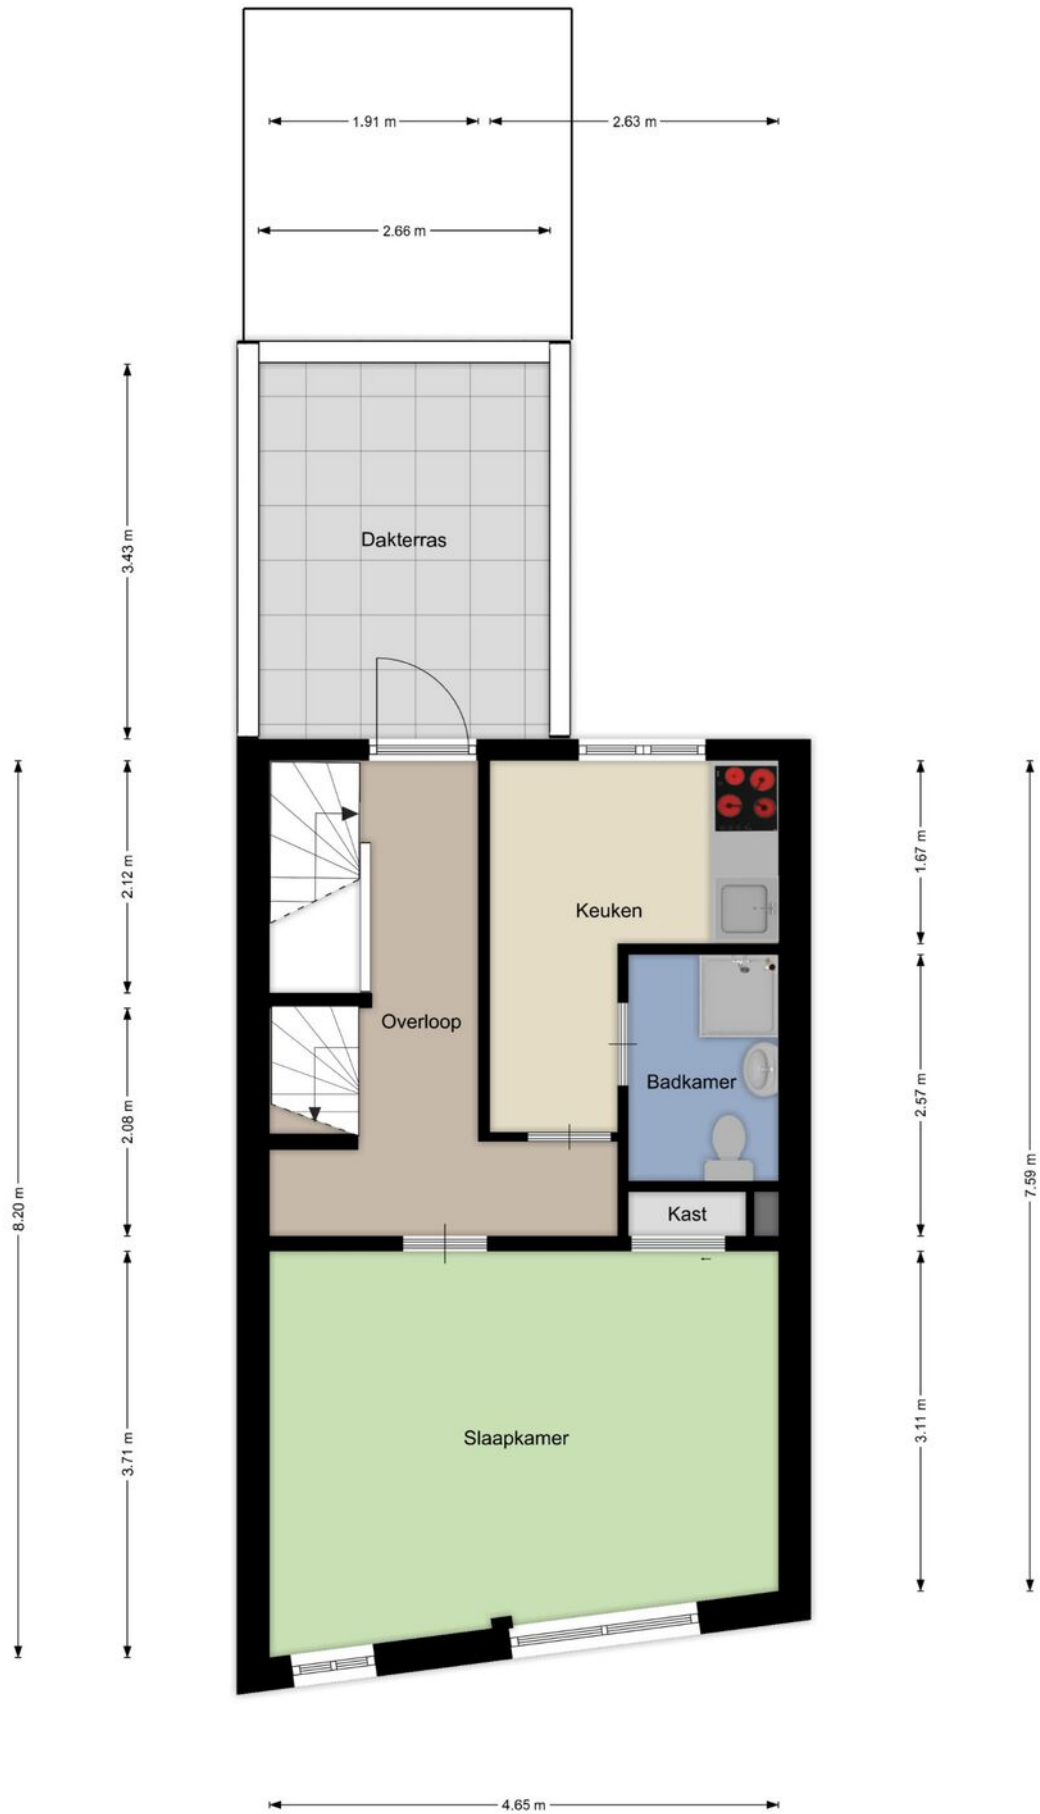 1.91 m
2.63 m
2.66 m
3.43 m
Dakterras
2.12 m
1.67 m
Keuken
Overloop
Badkamer
2.08 m
2.57 m
8.20 m
7.59 m
Kast
3.71 m
3.11 m
Slaapkamer
4.65 m